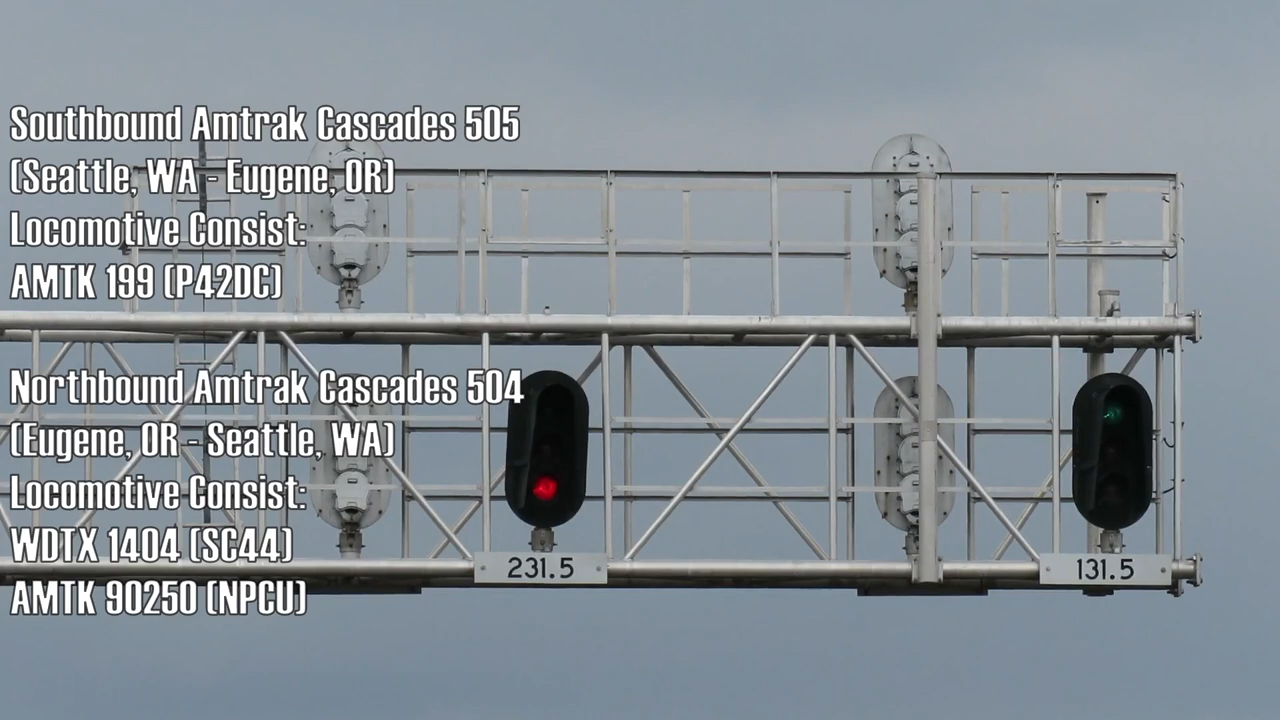 Southbound Amtrak Cascades 505
(Seattle, WA - Eugene, OR)
Locomotive Consist:
AMTK 199 (P42DC)
Northbound Amtrak Cascades 504
(Eugene, OR - Seattle, WA)
Locomotive Consist:
WDTX 1404 (SC44)
AMTK 90250 (NPCU)
231.5
131.5